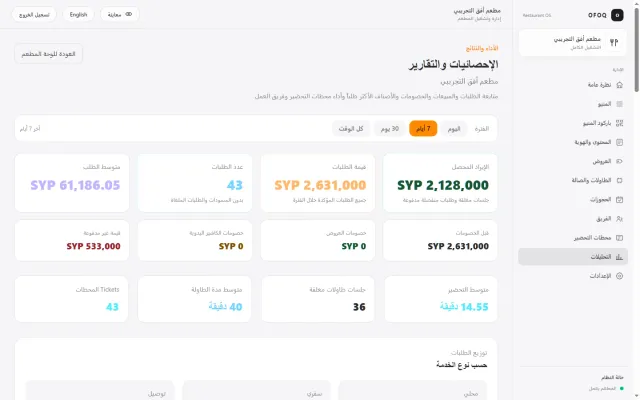 OFOQ
Restaurant OS
مطعم أفق التجريبي
التشغيل الكامل
الإدارة
نظرة عامة
المنيو
باركود المنيو
المحتوى والهوية
العروض
الطاولات والصالة
الحجوزات
الفريق
محطات التحضير
التحليلات
الإعدادات
حالة النظام
مطعم أفق التجريبي
إدارة وتشغيل المطعم
معاينة
English
تسجيل الخروج
الأداء والنتائج
الإحصائيات والتقارير
مطعم أفق التجريبي
متابعة الطلبات والمبيعات والخصومات والأصناف الأكثر طلباً وأداء محطات التحضير وفريق العمل.
العودة للوحة المطعم
الفترة
اليوم
7 أيام
30 يوم
كل الوقت
آخر 7 أيام
الإيراد المحصل
SYP 2,128,000
جلسات مغلقة وطلبات منفصلة مدفوعة
قيمة الطلبات
SYP 2,631,000
جميع الطلبات المؤكدة خلال الفترة
عدد الطلبات
43
بدون المسودات والطلبات الملغاة
متوسط الطلب
SYP 61,186.05
قبل الخصومات
SYP 2,631,000
خصومات العروض
SYP 0
خصومات الكاشير اليدوية
SYP 0
قيمة غير مدفوعة
SYP 533,000
متوسط التحضير
14.55 دقيقة
جلسات طاولات مغلقة
36
متوسط مدة الطاولة
40 دقيقة
Tickets المحطات
43
توزيع الطلبات
حسب نوع الخدمة
محلي
سفري
توصيل